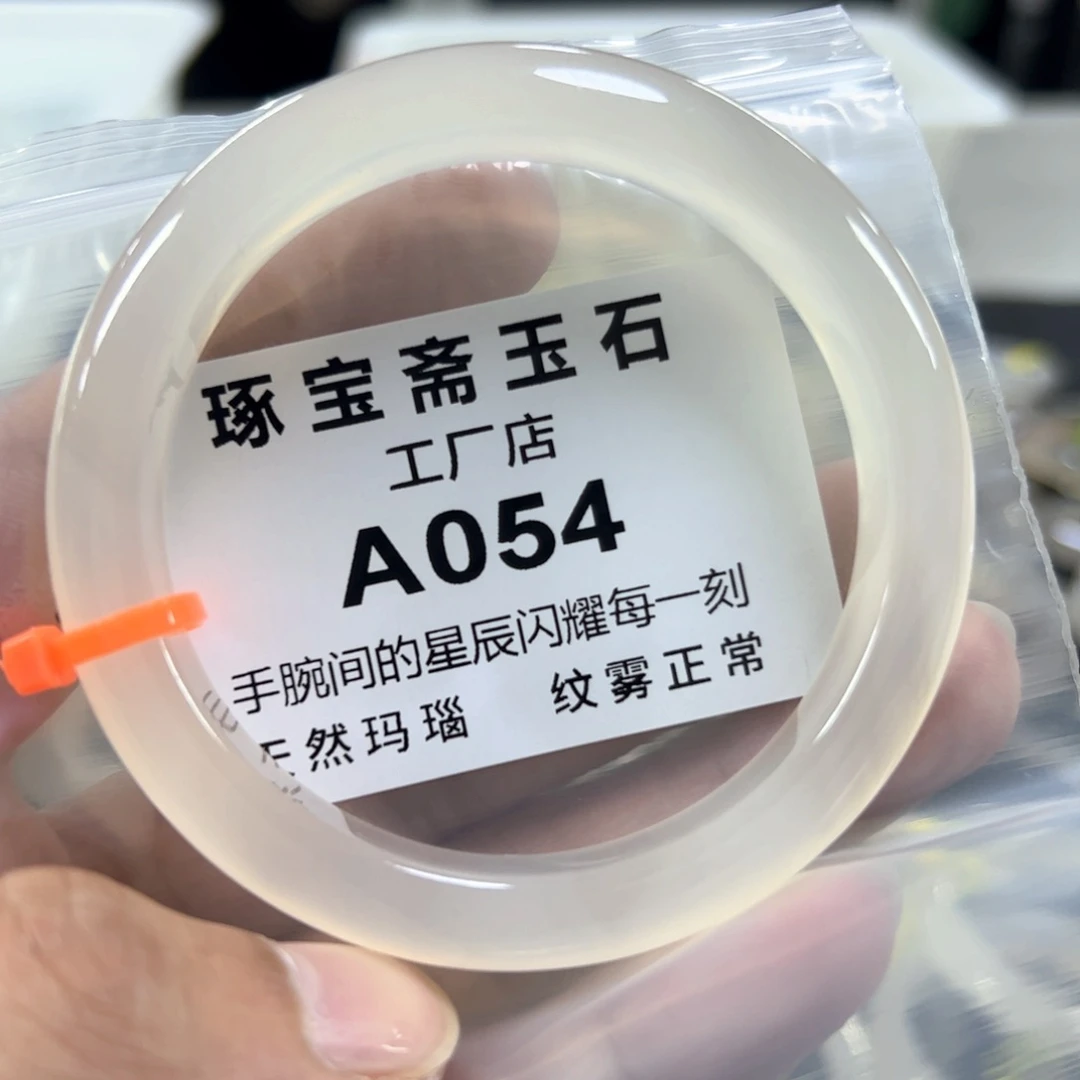 琢宝斋玉石
工厂店
A054
手腕间的星辰闪耀每一刻
天然玛瑙 纹雾正常